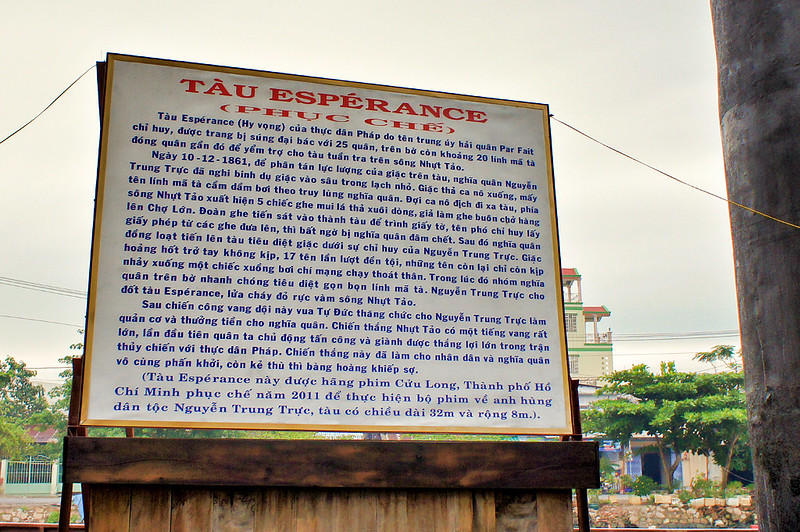 TÀU ESPÉRANCE
(PHỤC CHẾ)
Tàu Espérance (Hy vọng) của thực dân Pháp do tên trung úy hải quân Par Fait
chỉ huy, được trang bị súng đại bác với 25 quân, trên bờ còn khoảng 20 lính mã tà
đóng quân gần đó để yểm trợ cho tàu tuần tra trên sông Nhựt Tảo.
Ngày 10-12-1861, để phân tán lực lượng của giặc trên tàu, nghĩa quân Nguyễn
Trung Trực đã nghi binh dụ giặc vào sâu trong lạch nhỏ. Giặc thả ca nô xuống, mấy
tên lính mã tà cầm dầm bơi theo truy lùng nghĩa quân. Đợi ca nô địch đi xa tàu, phía
sông Nhựt Tảo xuất hiện 5 chiếc ghe mui lá thả xuôi dòng, giả làm ghe buôn chở hàng
lên Chợ Lớn. Đoàn ghe tiến sát vào thành tàu để trình giấy tờ, tên phó chỉ huy lấy
giấy phép từ các ghe đưa lên, thì bất ngờ bị nghĩa quân đâm chết. Sau đó nghĩa quân
đồng loạt tiến lên tàu tiêu diệt giặc dưới sự chỉ huy của Nguyễn Trung Trực. Giặc
hoảng hốt trở tay không kịp, 17 tên lần lượt đền tội, những tên còn lại chỉ còn kịp
nhảy xuống một chiếc xuồng bơi chí mạng chạy thoát thân. Trong lúc đó nhóm nghĩa
quân trên bờ nhanh chóng tiêu diệt gọn bọn lính mã tà. Nguyễn Trung Trực cho
đốt tàu Espérance, lửa cháy đỏ rực vàm sông Nhựt Tảo.
Sau chiến công vang dội này vua Tự Đức thăng chức cho Nguyễn Trung Trực làm
quản cơ và thưởng tiền cho nghĩa quân. Chiến thắng Nhựt Tảo có một tiếng vang rất
lớn, lần đầu tiên quân ta chủ động tấn công và giành được thắng lợi lớn trong trận
thủy chiến với thực dân Pháp. Chiến thắng này đã làm cho nhân dân và nghĩa quân
vô cùng phấn khởi, còn kẻ thù thì bàng hoàng khiếp sợ.
(Tàu Espérance này được hãng phim Cửu Long, Thành phố Hồ
Chí Minh phục chế năm 2011 để thực hiện bộ phim về anh hùng
dân tộc Nguyễn Trung Trực, tàu có chiều dài 32m và rộng 8m.).